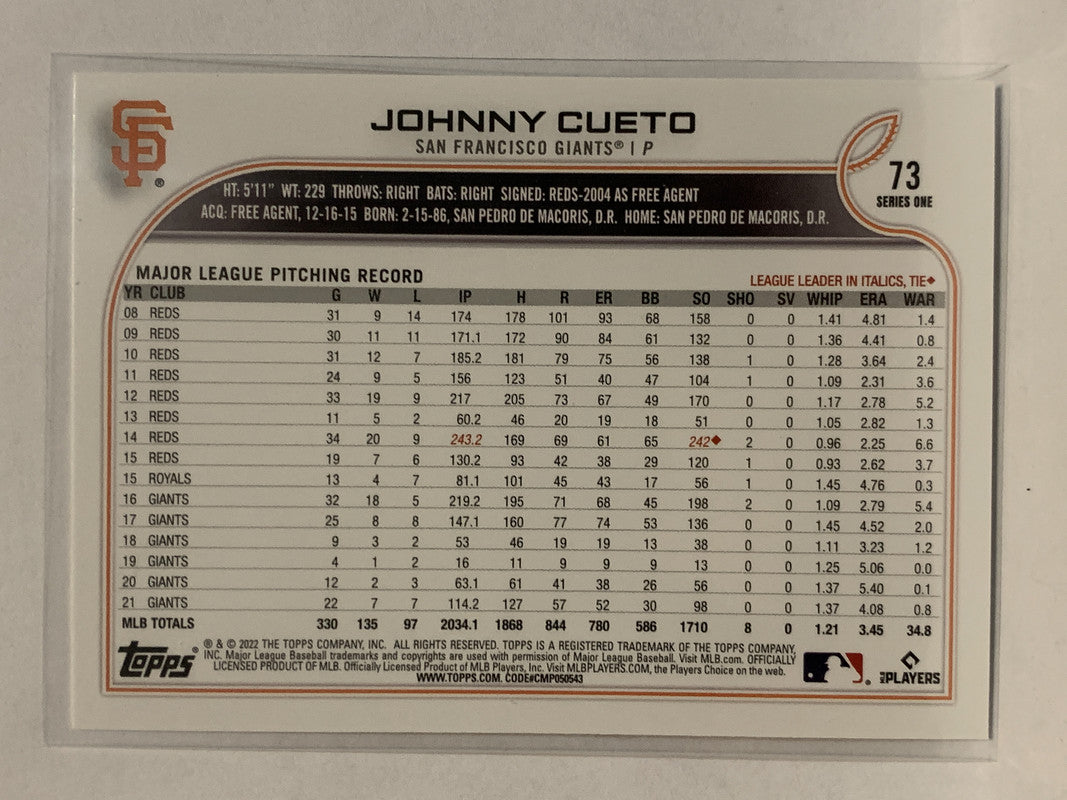 SF ®
JOHNNY CUETO
SAN FRANCISCO GIANTS® | P
73
SERIES ONE
HT: 5'11" WT: 229 THROWS: RIGHT BATS: RIGHT SIGNED: REDS-2004 AS FREE AGENT
ACQ: FREE AGENT, 12-16-15 BORN: 2-15-86, SAN PEDRO DE MACORIS, D.R. HOME: SAN PEDRO DE MACORIS, D.R.
MAJOR LEAGUE PITCHING RECORD LEAGUE LEADER IN ITALICS, TIE◆
YR CLUB G W L IP H R ER BB SO SHO SV WHIP ERA WAR
08 REDS 31 9 14 174 178 101 93 68 158 0 0 1.41 4.81 1.4
09 REDS 30 11 11 171.1 172 90 84 61 132 0 0 1.36 4.41 0.8
10 REDS 31 12 7 185.2 181 79 75 56 138 1 0 1.28 3.64 2.4
11 REDS 24 9 5 156 123 51 40 47 104 1 0 1.09 2.31 3.6
12 REDS 33 19 9 217 205 73 67 49 170 0 0 1.17 2.78 5.2
13 REDS 11 5 2 60.2 46 20 19 18 51 0 0 1.05 2.82 1.3
14 REDS 34 20 9 243.2 169 69 61 65 242◆ 2 0 0.96 2.25 6.6
15 REDS 19 7 6 130.2 93 42 38 29 120 1 0 0.93 2.62 3.7
15 ROYALS 13 4 7 81.1 101 45 43 17 56 1 0 1.45 4.76 0.3
16 GIANTS 32 18 5 219.2 195 71 68 45 198 2 0 1.09 2.79 5.4
17 GIANTS 25 8 8 147.1 160 77 74 53 136 0 0 1.45 4.52 2.0
18 GIANTS 9 3 2 53 46 19 19 13 38 0 0 1.11 3.23 1.2
19 GIANTS 4 1 2 16 11 9 9 9 13 0 0 1.25 5.06 0.0
20 GIANTS 12 2 3 63.1 61 41 38 26 56 0 0 1.37 5.40 0.1
21 GIANTS 22 7 7 114.2 127 57 52 30 98 0 0 1.37 4.08 0.8
MLB TOTALS 330 135 97 2034.1 1868 844 780 586 1710 8 0 1.21 3.45 34.8
topps®
® & © 2022 THE TOPPS COMPANY, INC. ALL RIGHTS RESERVED. TOPPS IS A REGISTERED TRADEMARK OF THE TOPPS COMPANY,
INC. Major League Baseball trademarks and copyrights are used with permission of Major League Baseball. Visit MLB.com. OFFICIALLY
LICENSED PRODUCT OF MLB. Officially Licensed Product of MLB Players, Inc. Visit MLBPLAYERS.COM, the Players Choice on the web.
WWW.TOPPS.COM. CODE#CMP050543
MLB PLAYERS